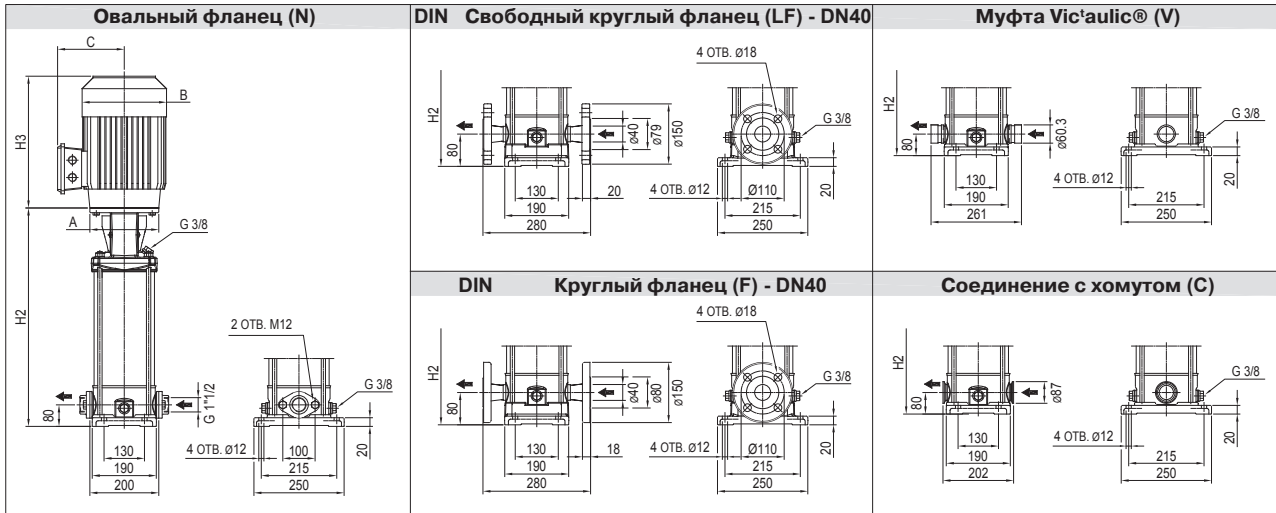 Овальный фланец (N)
C
B
H3
A
G 3/8
H2
2 ОТВ. M12
G 3/8
80
G 1"1/2
20
4 ОТВ. Ø12
130
100
190
215
200
250
DIN Свободный круглый фланец (LF) - DN40
4 ОТВ. Ø18
H2
G 3/8
80
ø40
ø79
ø150
20
130
20
4 ОТВ. Ø12
Ø110
190
215
280
250
DIN Круглый фланец (F) - DN40
4 ОТВ. Ø18
H2
G 3/8
80
ø40
ø80
ø150
20
130
18
4 ОТВ. Ø12
Ø110
190
215
280
250
Муфта Vic'aulic® (V)
H2
G 3/8
80
ø60.3
20
130
4 ОТВ. Ø12
190
215
261
250
Соединение с хомутом (C)
H2
G 3/8
80
ø87
20
130
4 ОТВ. Ø12
190
215
202
250